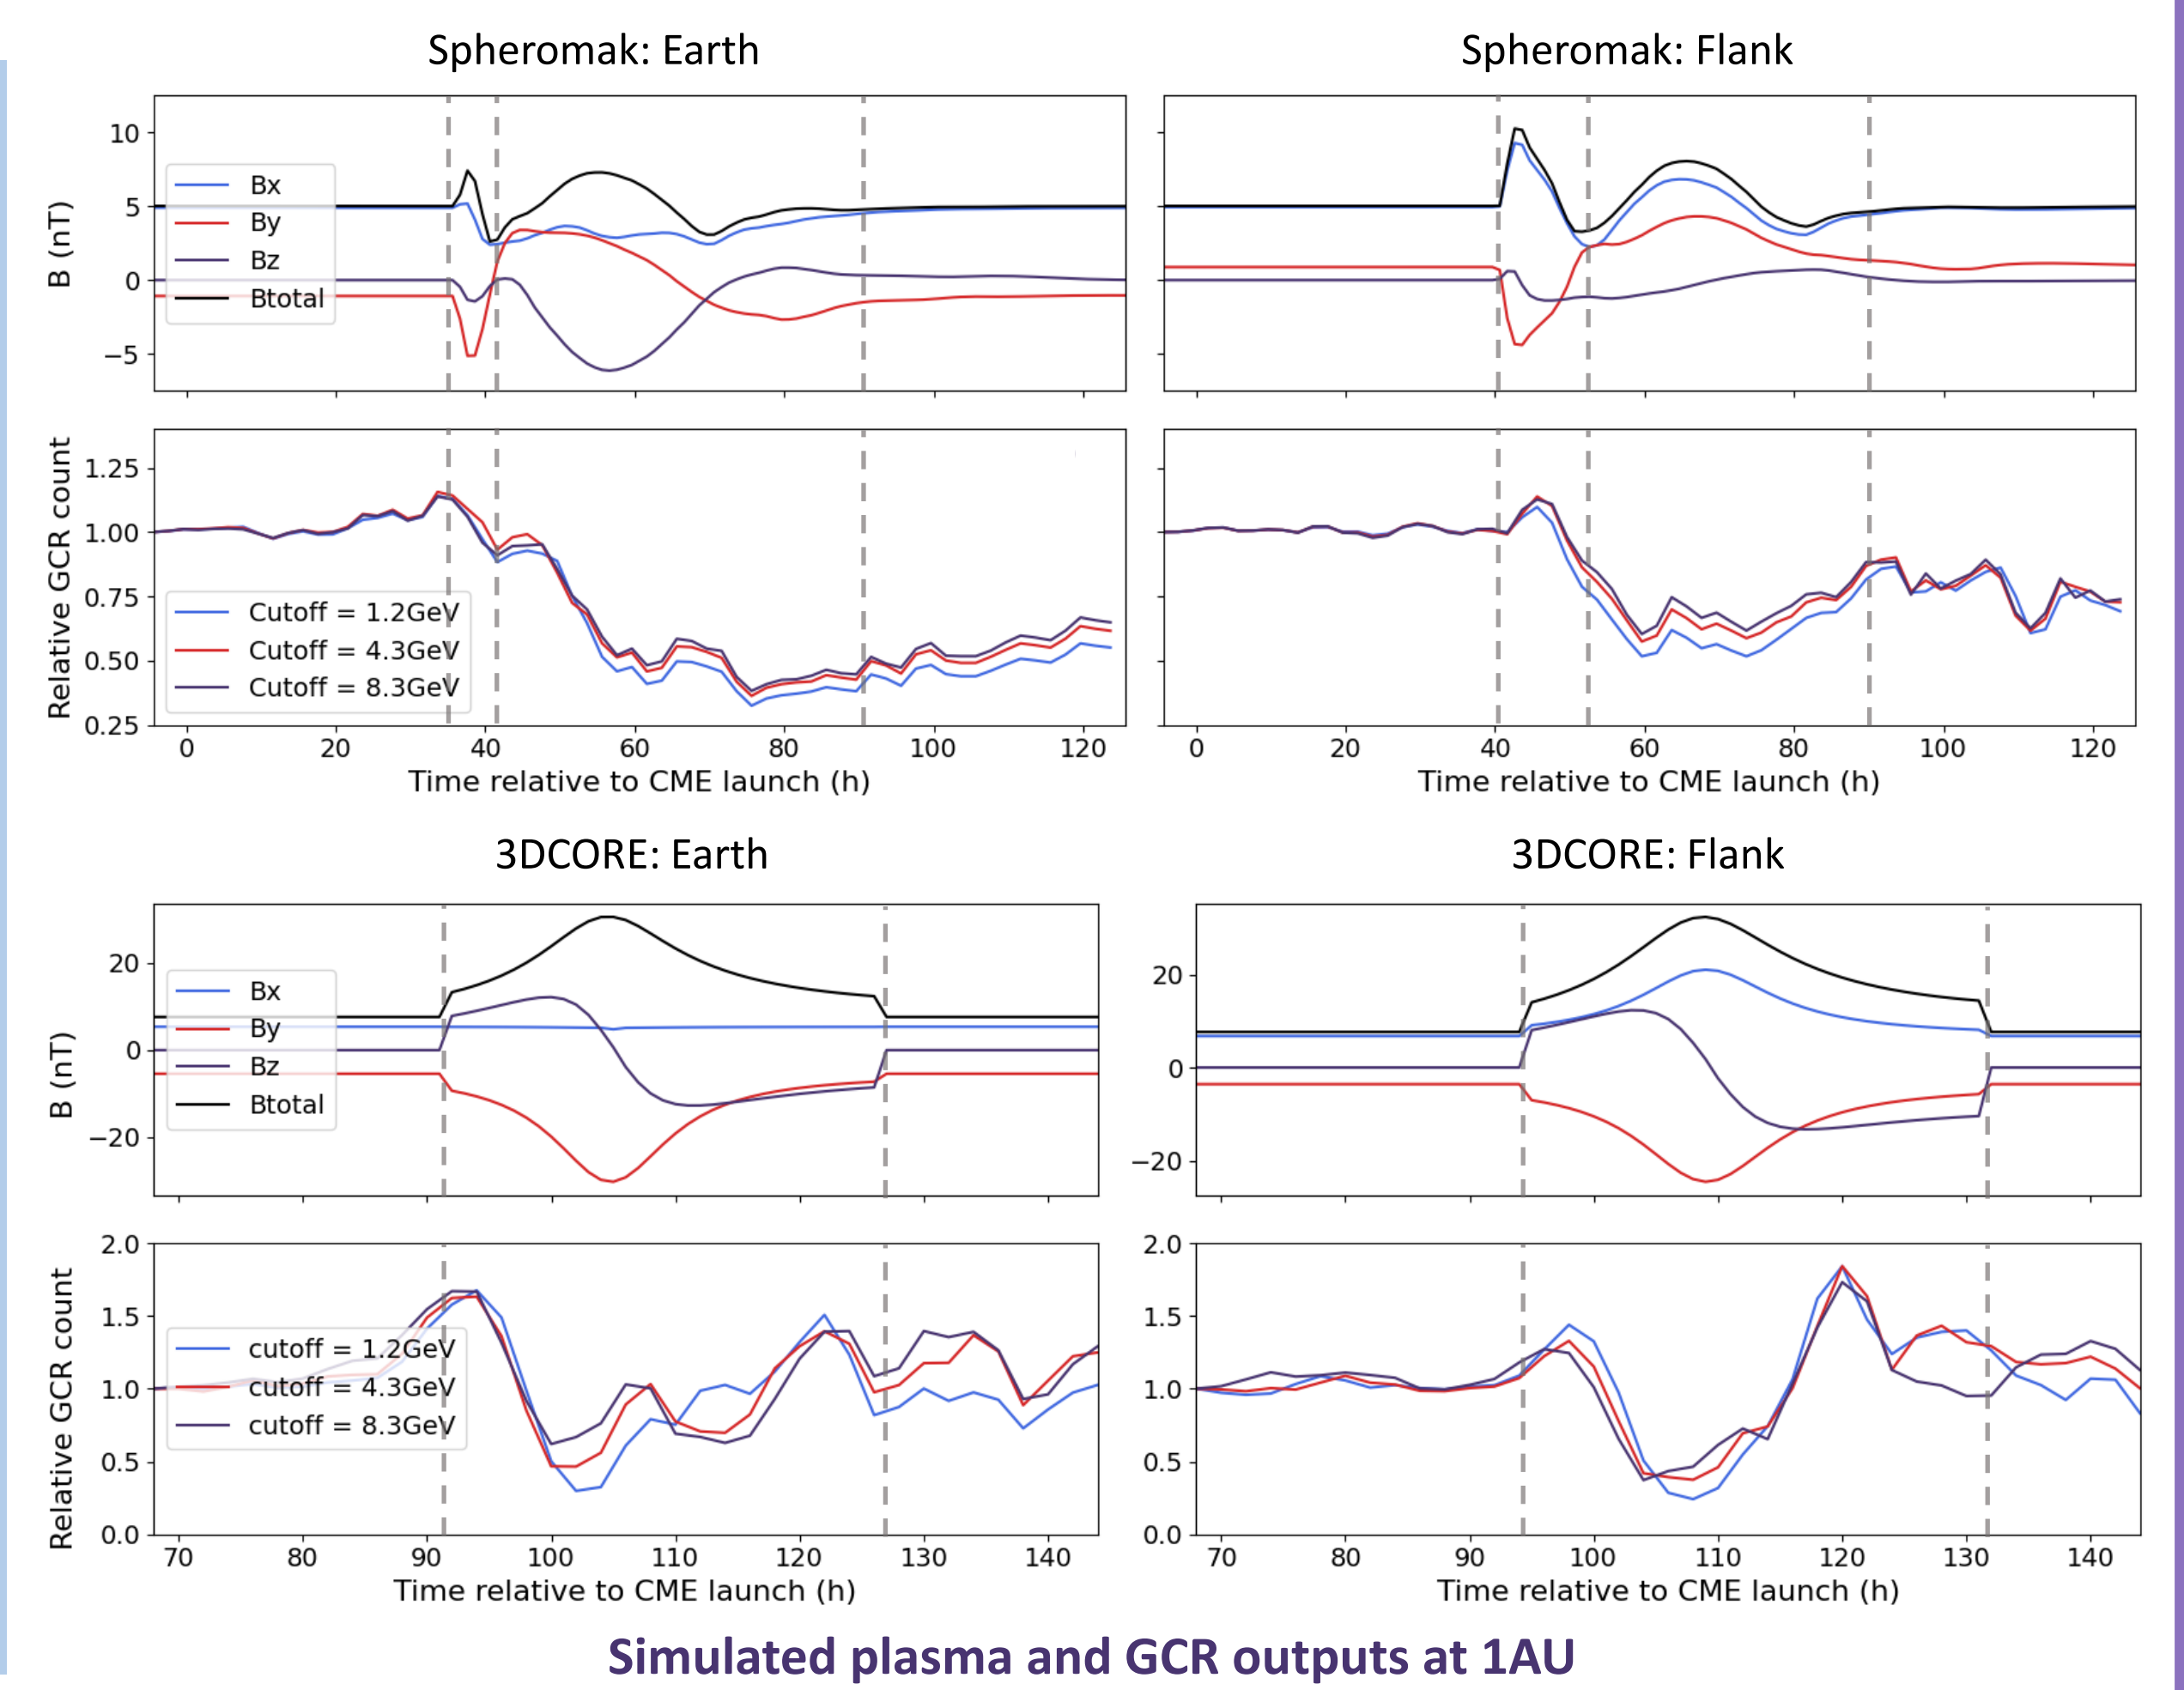 Spheromak: Earth
Spheromak: Flank
B (nT)
10
5
0
−5
Bx
By
Bz
Btotal
Relative GCR count
1.25
1.00
0.75
0.50
0.25
Cutoff = 1.2GeV
Cutoff = 4.3GeV
Cutoff = 8.3GeV
0 20 40 60 80 100 120
0 20 40 60 80 100 120
Time relative to CME launch (h)
Time relative to CME launch (h)
3DCORE: Earth
3DCORE: Flank
B (nT)
20
0
−20
Bx
By
Bz
Btotal
20
0
−20
Relative GCR count
2.0
1.5
1.0
0.5
0.0
cutoff = 1.2GeV
cutoff = 4.3GeV
cutoff = 8.3GeV
2.0
1.5
1.0
0.5
0.0
70 80 90 100 110 120 130 140
70 80 90 100 110 120 130 140
Time relative to CME launch (h)
Time relative to CME launch (h)
Simulated plasma and GCR outputs at 1AU